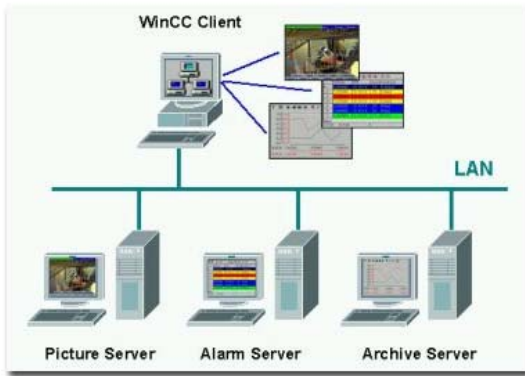 WinCC Client
LAN
Picture Server
Alarm Server
Archive Server